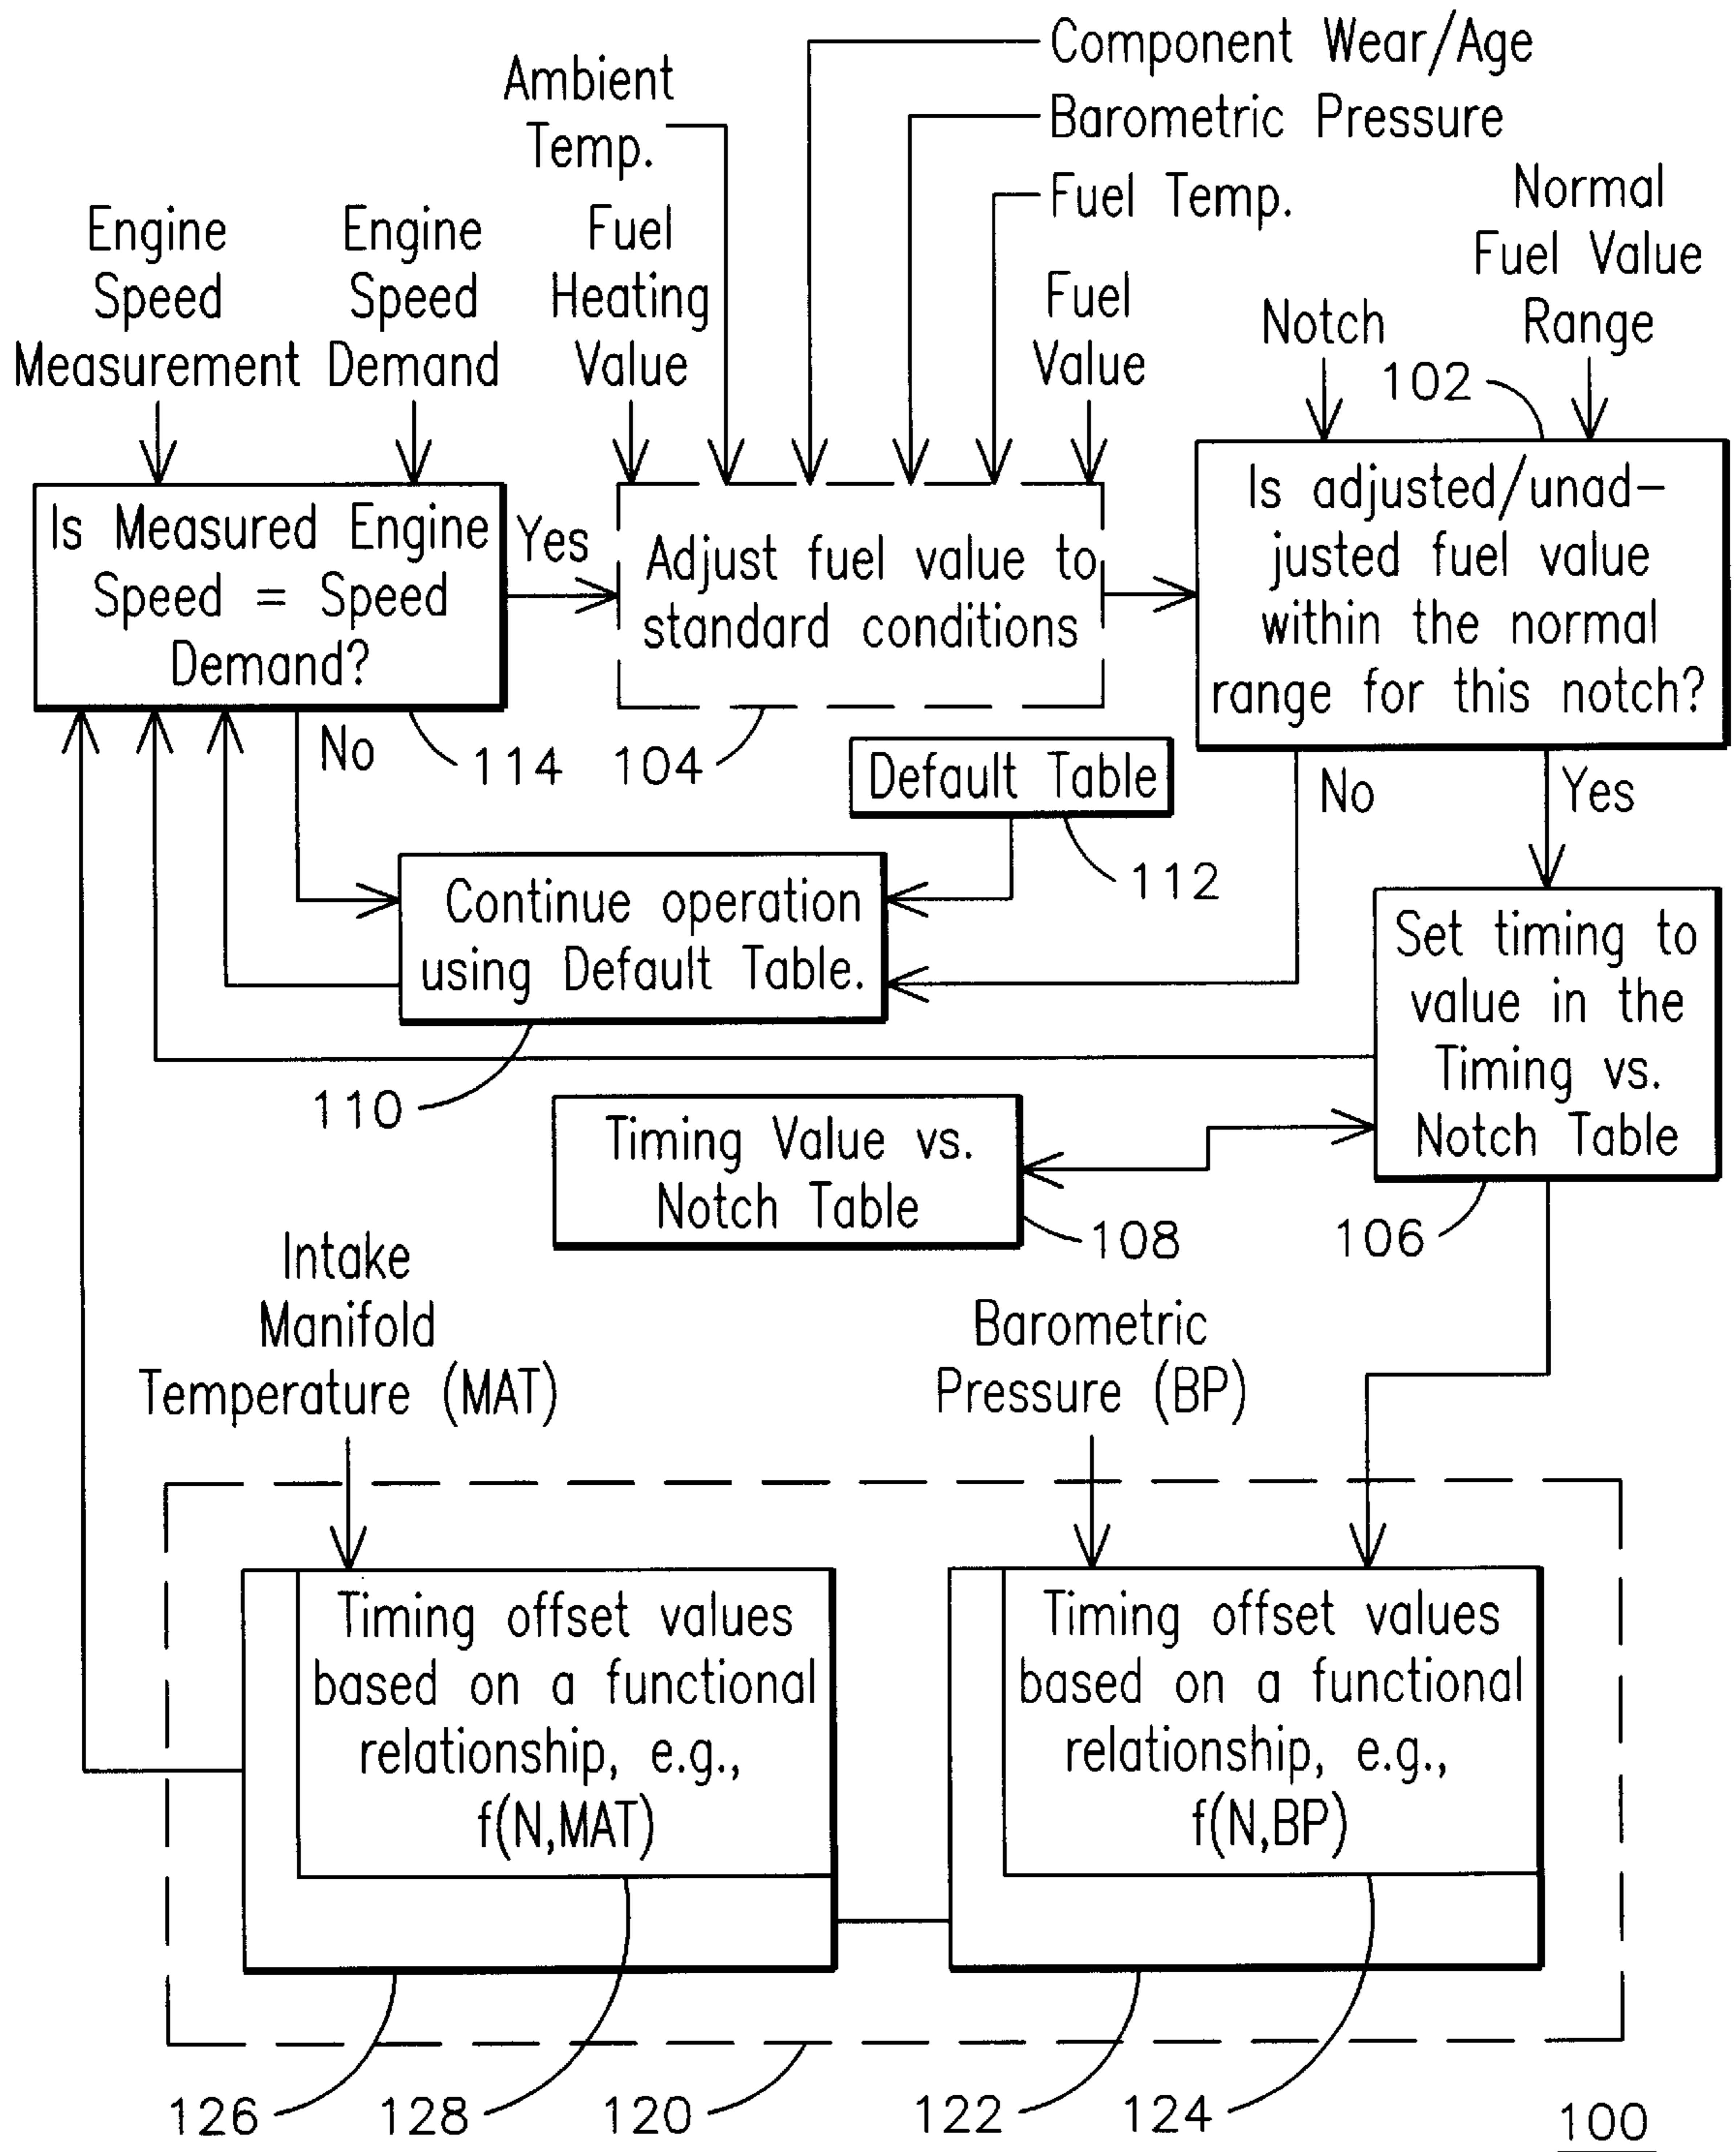 Component Wear/Age
Ambient
Temp.
Barometric Pressure
Fuel Temp.
Normal
Fuel Value
Range
Engine
Speed
Measurement
Engine
Speed
Demand
Fuel
Heating
Value
Fuel
Value
Notch
102
Is Measured Engine
Speed = Speed
Demand?
Yes
Adjust fuel value to
standard conditions
Is adjusted/unad-
justed fuel value
within the normal
range for this notch?
No
114
104
Default Table
No
Yes
112
Continue operation
using Default Table.
Set timing to
value in the
Timing vs.
Notch Table
110
Timing Value vs.
Notch Table
108
106
Intake
Manifold
Temperature (MAT)
Barometric
Pressure (BP)
Timing offset values
based on a functional
relationship, e.g.,
f(N,MAT)
Timing offset values
based on a functional
relationship, e.g.,
f(N,BP)
126
128
120
122
124
100